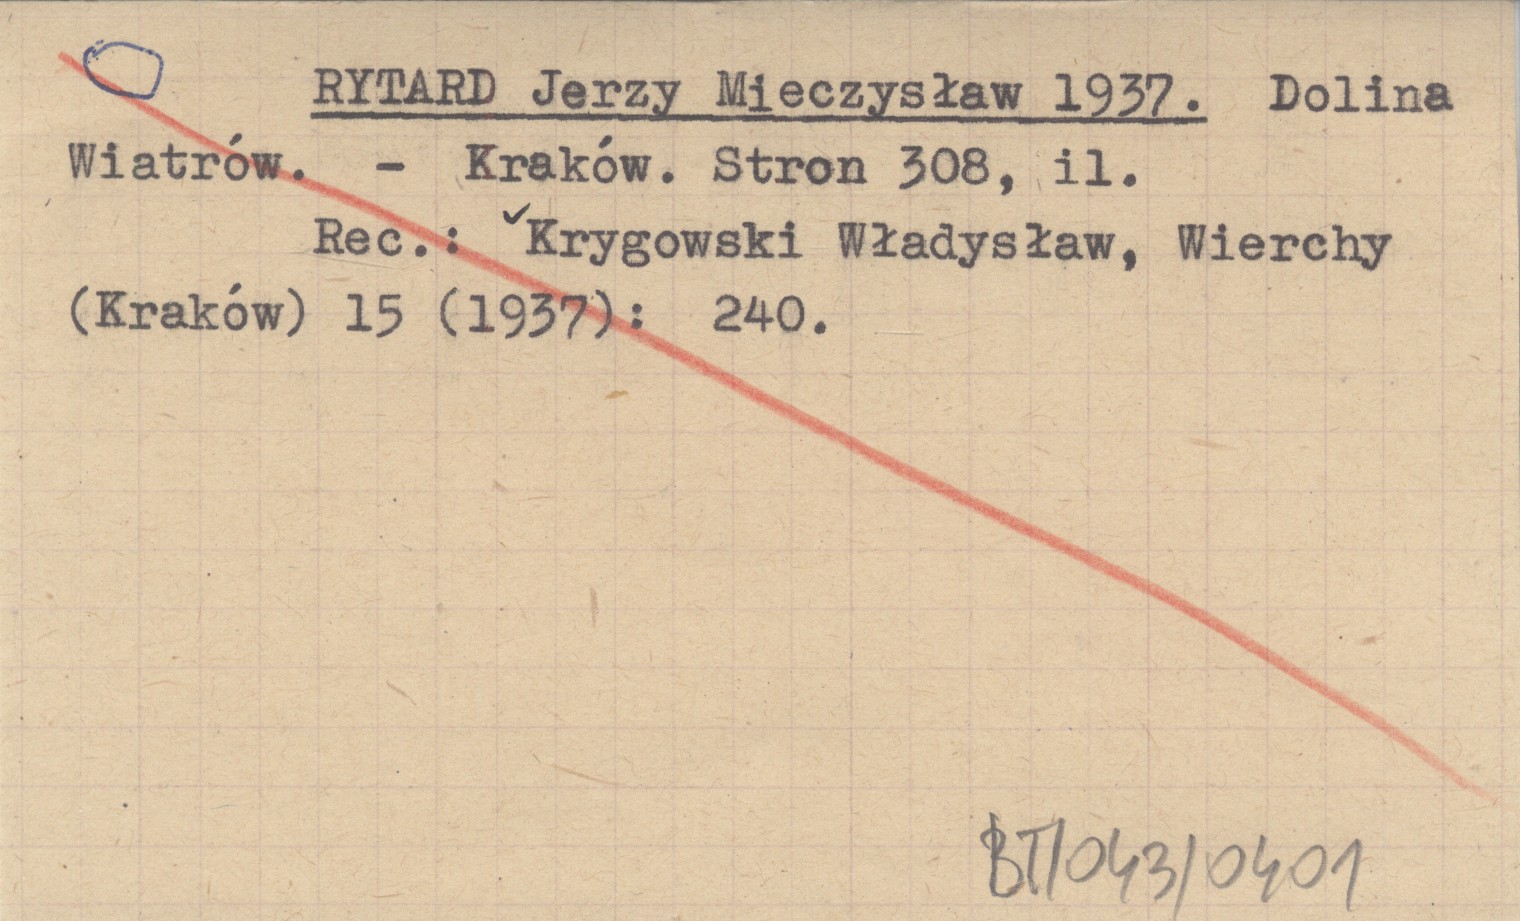 RYTARD Jerzy Mieczysław 1937. Dolina
Wiatrów. - Kraków. Stron 308, il.
Rec.: Krygowski Władysław, Wierchy
(Kraków) 15 (1937): 240.
BT/043/0401